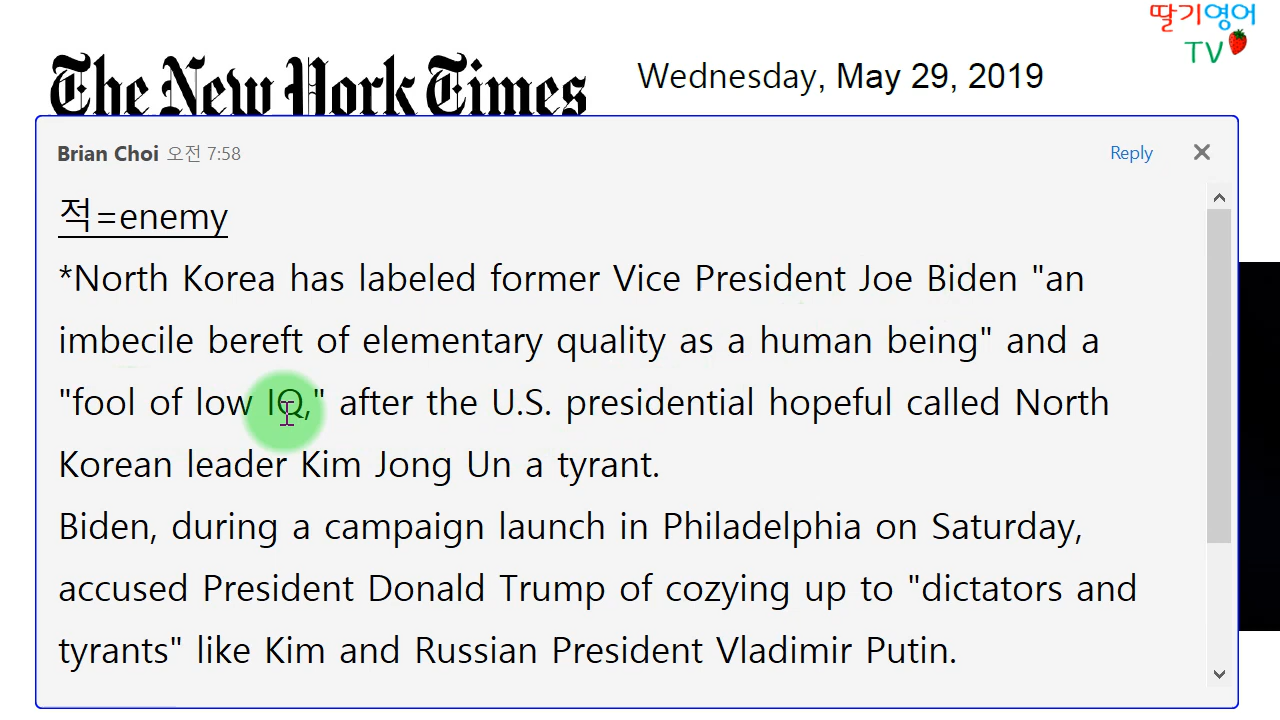 딸기영어
TV
The New York Times
Wednesday, May 29, 2019
Brian Choi 오전 7:58
Reply
적=enemy
*North Korea has labeled former Vice President Joe Biden "an
imbecile bereft of elementary quality as a human being" and a
"fool of low IQ," after the U.S. presidential hopeful called North
Korean leader Kim Jong Un a tyrant.
Biden, during a campaign launch in Philadelphia on Saturday,
accused President Donald Trump of cozying up to "dictators and
tyrants" like Kim and Russian President Vladimir Putin.